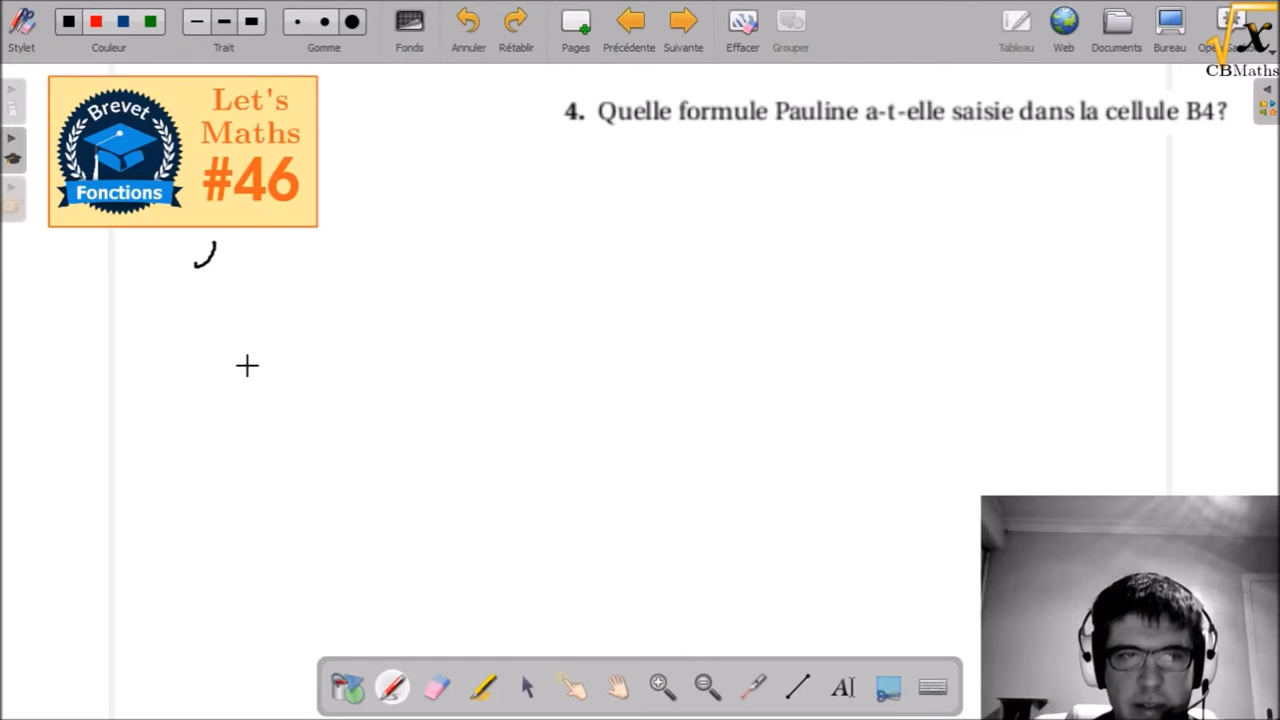 Stylet
Couleur
Trait
Gomme
Fonds
Annuler
Rétablir
Pages
Précédente
Suivante
Effacer
Grouper
Tableau
Web
Documents
Bureau
x
CBMaths
Brevet
Fonctions
Let's
Maths
#46
4. Quelle formule Pauline a-t-elle saisie dans la cellule B4?
AI